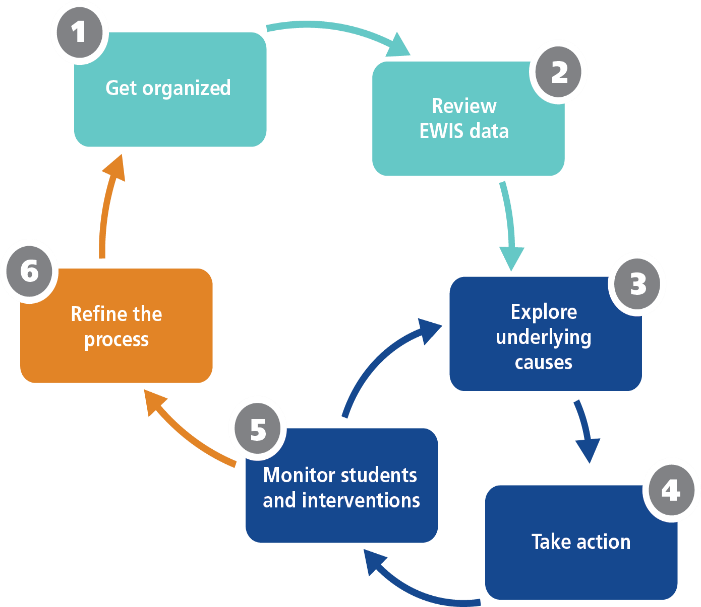 1
Get organized
2
Review
EWIS data
3
Explore
underlying
causes
4
Take action
5
Monitor students
and interventions
6
Refine the
process